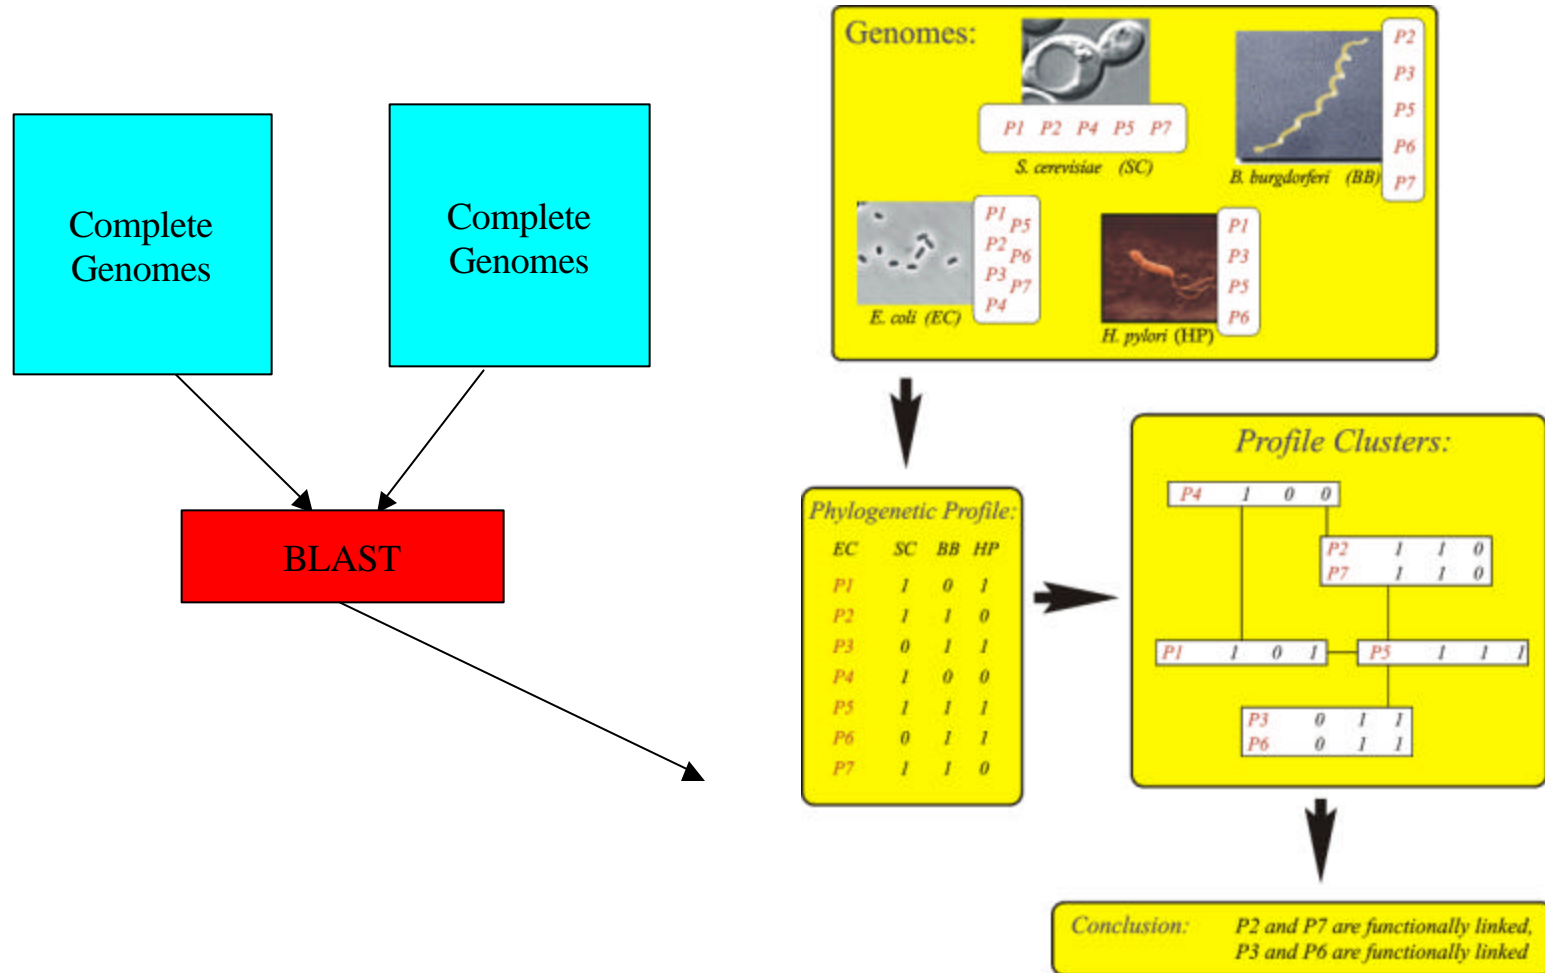 Complete
Genomes
Complete
Genomes
BLAST
Genomes:
P1 P2 P4 P5 P7
S. cerevisiae (SC)
P2
P3
P5
P6
P7
B. burgdorferi (BB)
P1
P5
P2
P6
P3
P7
P4
E. coli (EC)
P1
P3
P5
P6
H. pylori (HP)
Phylogenetic Profile:
EC SC BB HP
P1 1 0 1
P2 1 1 0
P3 0 1 1
P4 1 0 0
P5 1 1 1
P6 0 1 1
P7 1 1 0
Profile Clusters:
P4 1 0 0
P2 1 1 0
P7 1 1 0
P1 1 0 1
P5 1 1 1
P3 0 1 1
P6 0 1 1
Conclusion: P2 and P7 are functionally linked,
P3 and P6 are functionally linked